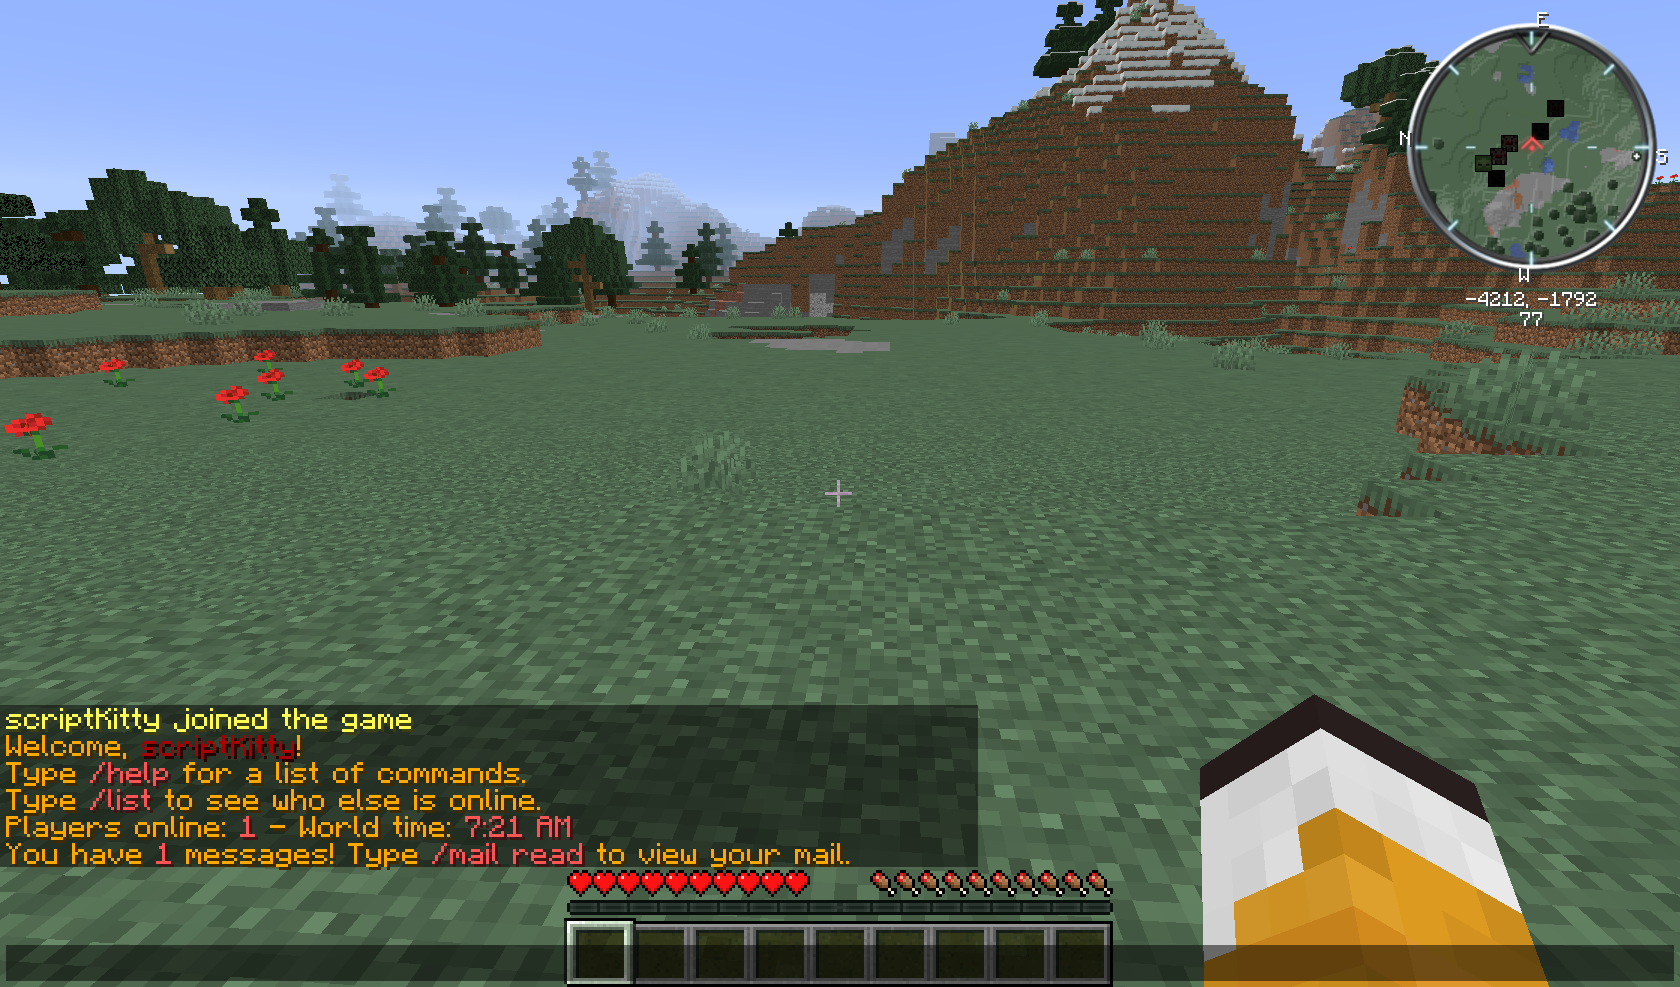 E
N
S
W
-4212, -1792
77
scriptKitty joined the game
Welcome, scriptKitty!
Type /help for a list of commands.
Type /list to see who else is online.
Players online: 1 - World time: 7:21 AM
You have 1 messages! Type /mail read to view your mail.